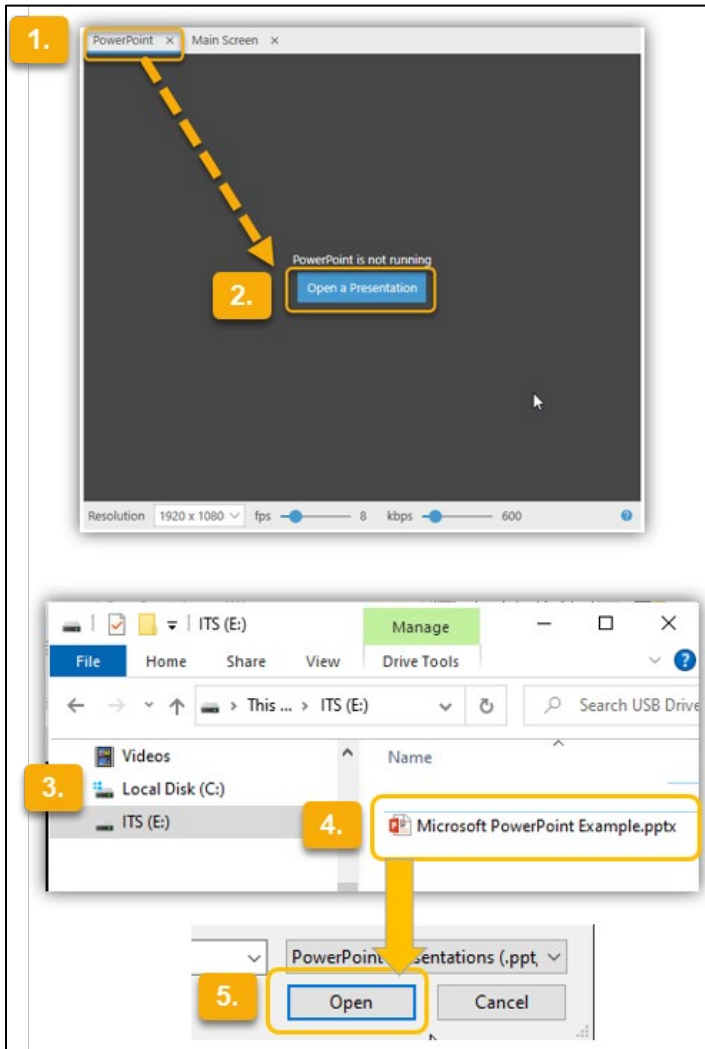 1.
PowerPoint × Main Screen ×
PowerPoint is not running
2.
Open a Presentation
Resolution 1920 x 1080 fps 8 kbps 600
ITS (E:)
Manage
File Home Share View Drive Tools
This ... > ITS (E:)
Search USB Drive
Videos
Name
3.
Local Disk (C:)
ITS (E:)
4.
Microsoft PowerPoint Example.pptx
PowerPoin entations (.ppt,
5.
Open Cancel